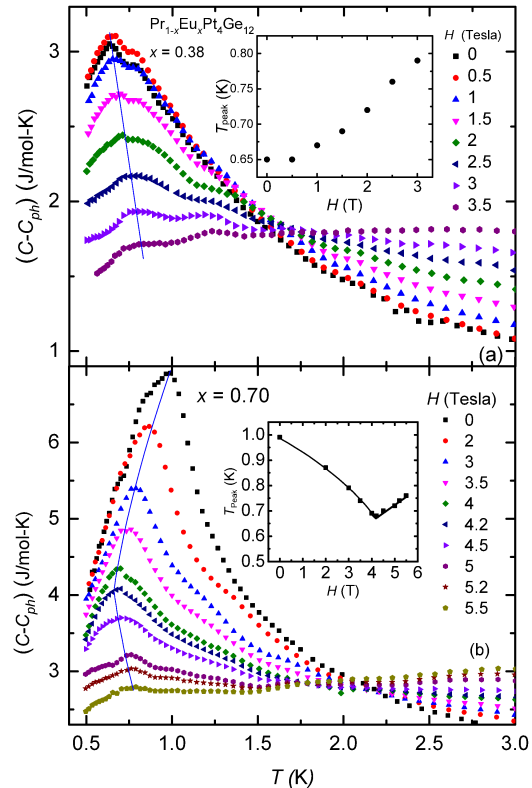 Pr1-xEuxPt4Ge12
x = 0.38
H (Tesla)
0
0.5
1
1.5
2
2.5
3
3.5
0.80
0.75
0.70
0.65
Tpeak (K)
0 1 2 3
H (T)
3
2
1
(C-Cph) (J/mol-K)
(a)
x = 0.70
H (Tesla)
0
2
3
3.5
4
4.2
4.5
5
5.2
5.5
1.0
0.9
0.8
0.7
0.6
0.5
TPeak (K)
0 1 2 3 4 5 6
H (T)
6
5
4
3
(C-Cph) (J/mol-K)
(b)
0.5 1.0 1.5 2.0 2.5 3.0
T (K)